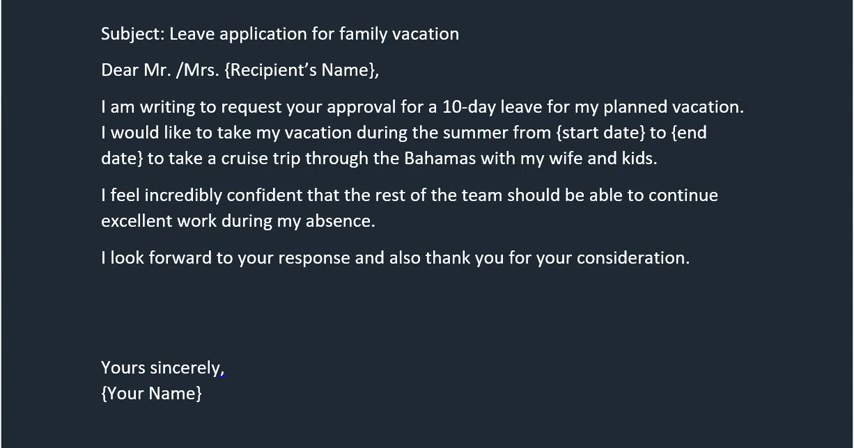 Subject: Leave application for family vacation
Dear Mr. /Mrs. {Recipient’s Name},
I am writing to request your approval for a 10-day leave for my planned vacation.
I would like to take my vacation during the summer from {start date} to {end
date} to take a cruise trip through the Bahamas with my wife and kids.
I feel incredibly confident that the rest of the team should be able to continue
excellent work during my absence.
I look forward to your response and also thank you for your consideration.
Yours sincerely,
{Your Name}